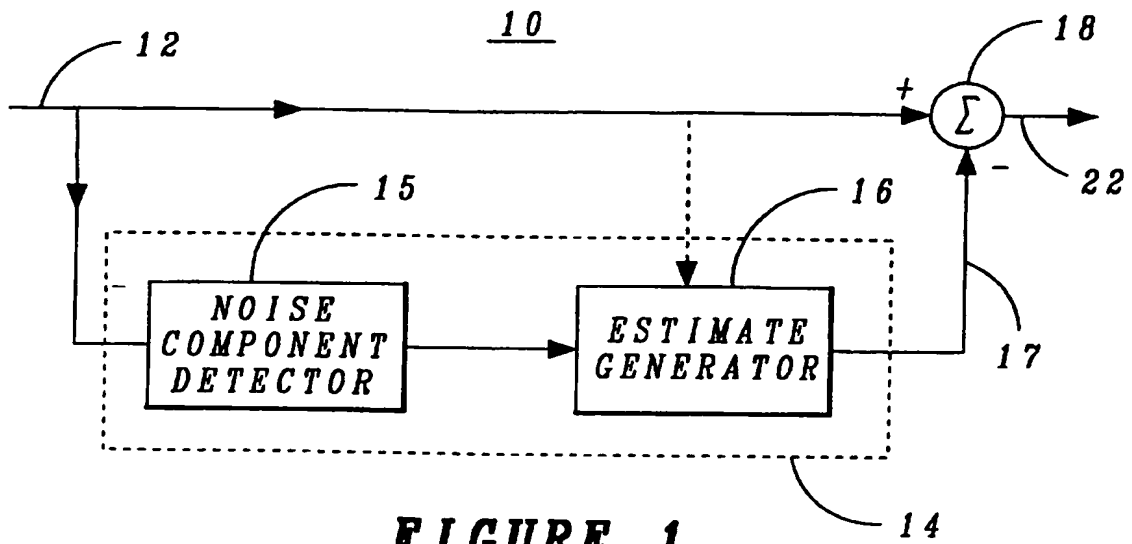 10
12
18
+
Σ
-
22
15
16
-
NOISE
COMPONENT
DETECTOR
ESTIMATE
GENERATOR
17
14
FIGURE 1